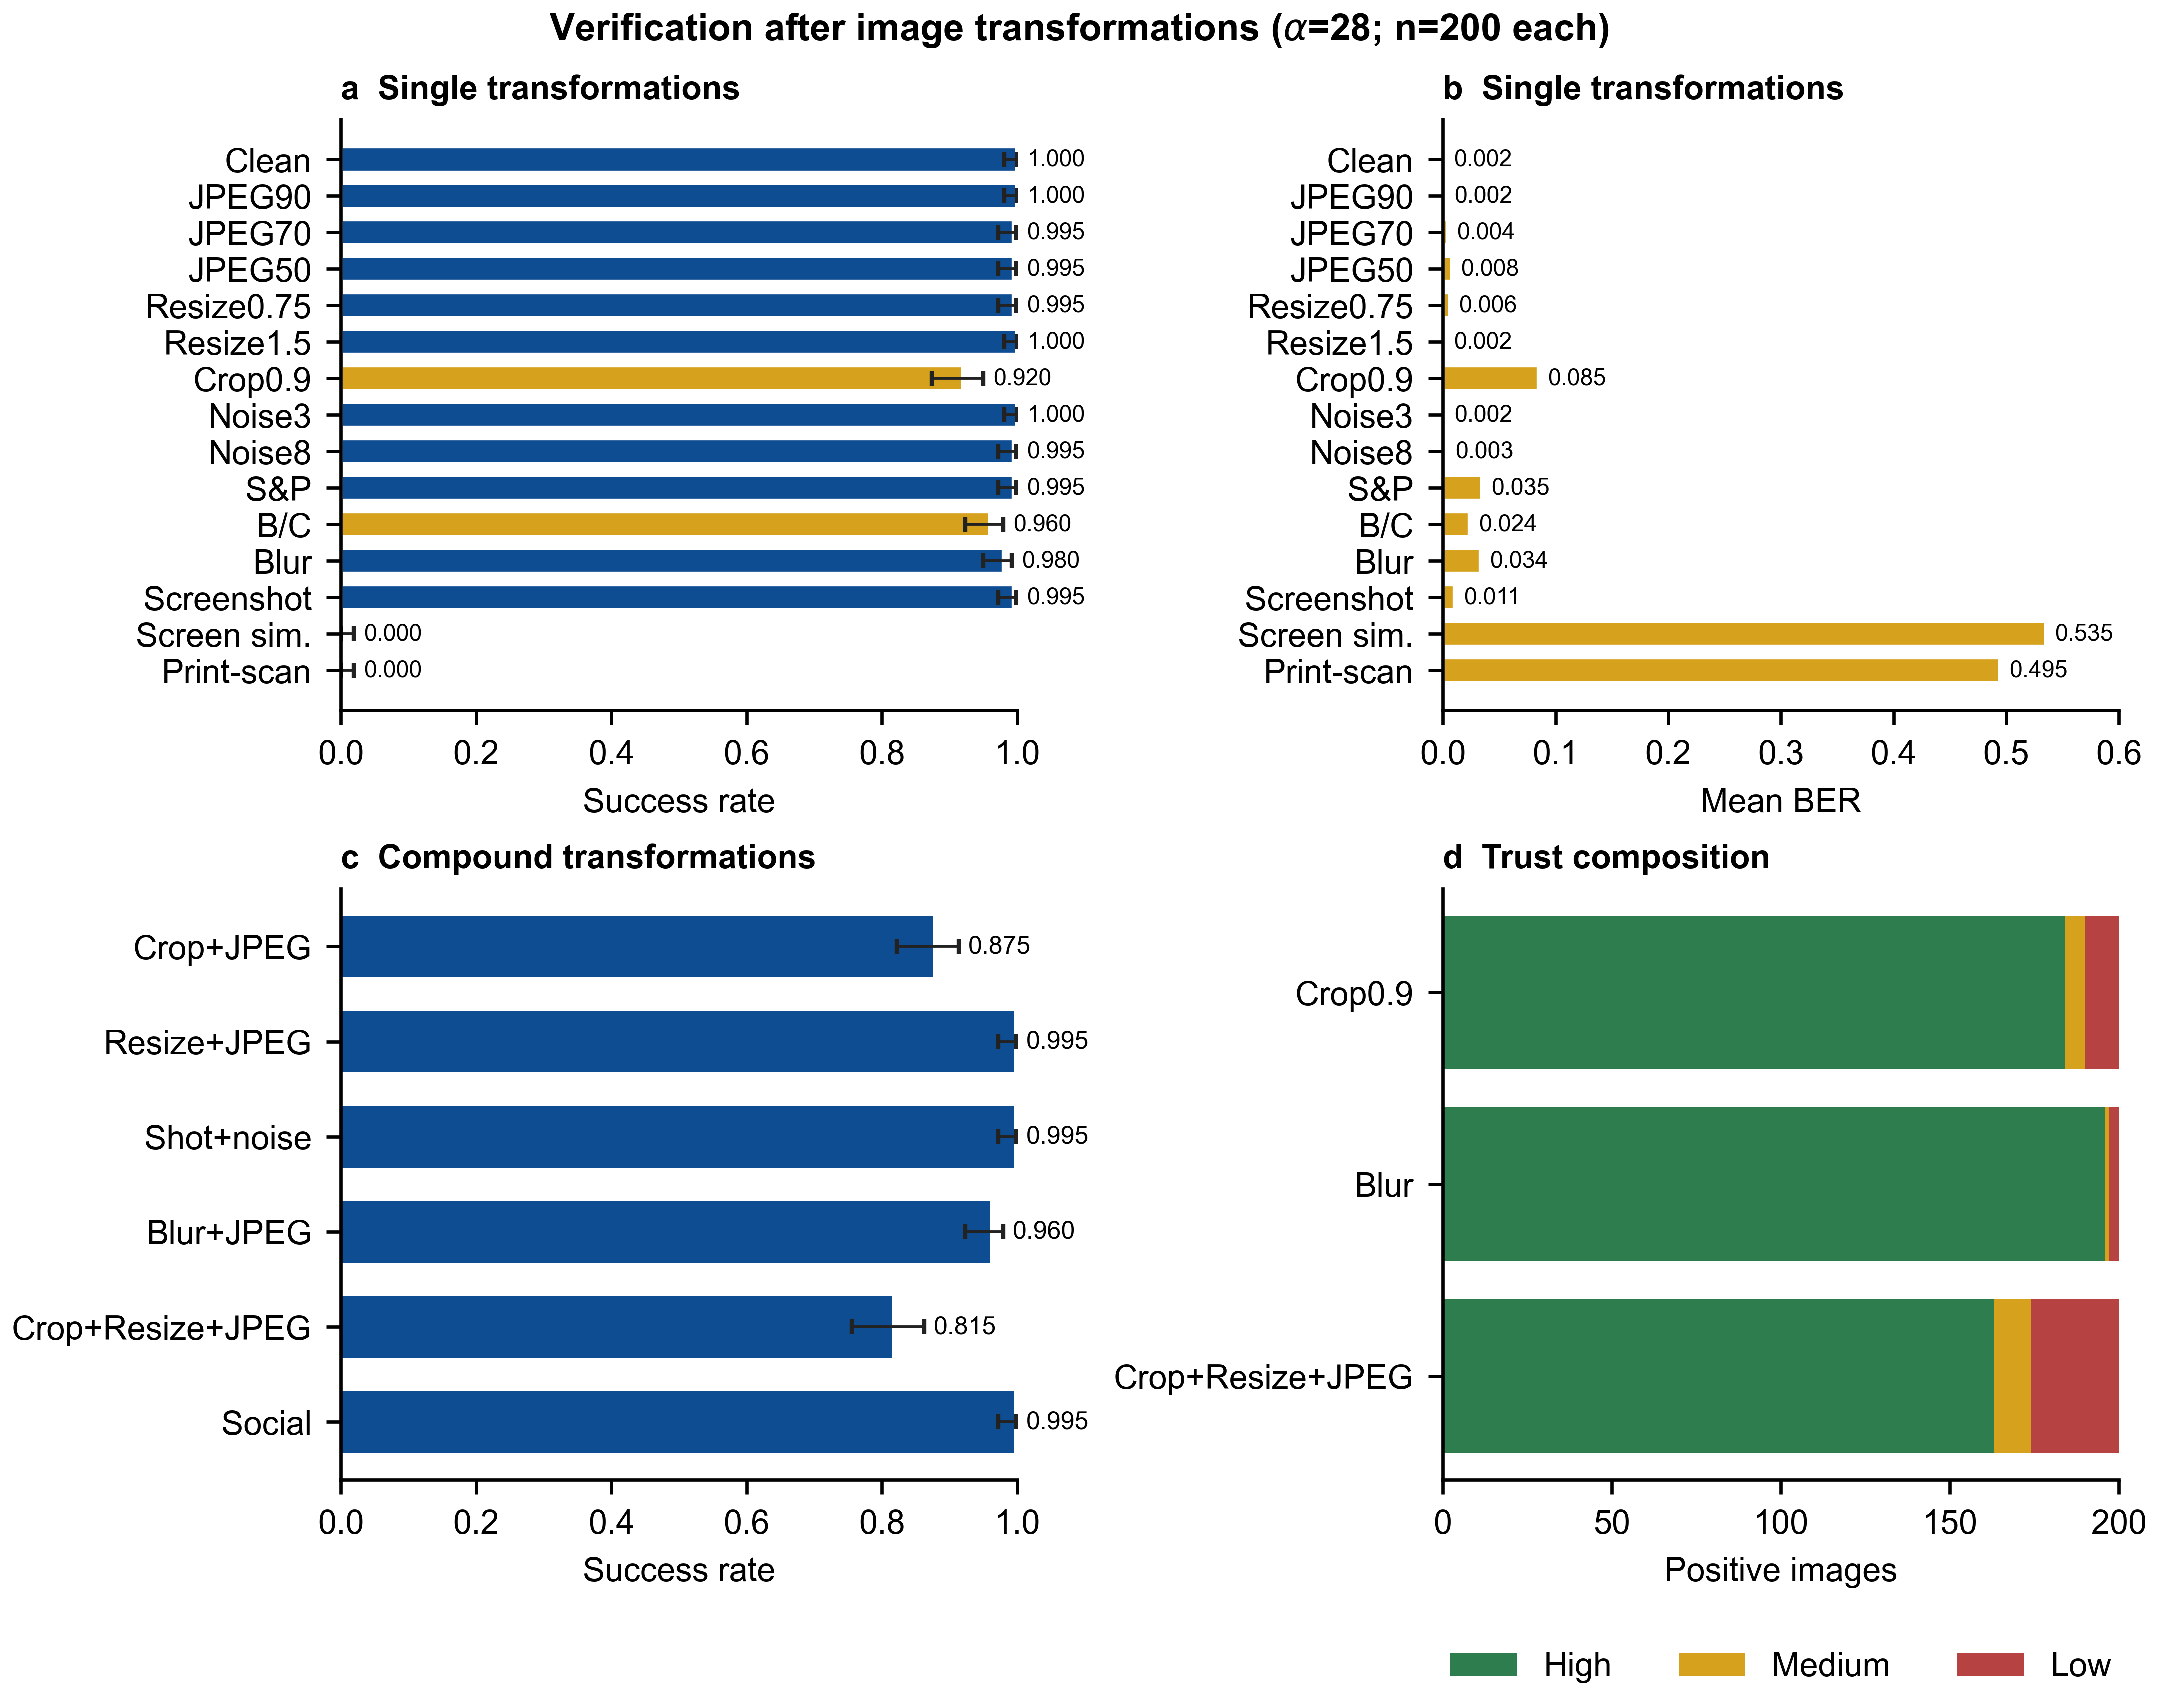 Verification after image transformations (α=28; n=200 each)
a Single transformations
Clean 1.000
JPEG90 1.000
JPEG70 0.995
JPEG50 0.995
Resize0.75 0.995
Resize1.5 1.000
Crop0.9 0.920
Noise3 1.000
Noise8 0.995
S&P 0.995
B/C 0.960
Blur 0.980
Screenshot 0.995
Screen sim. 0.000
Print-scan 0.000
0.0 0.2 0.4 0.6 0.8 1.0
Success rate
b Single transformations
Clean 0.002
JPEG90 0.002
JPEG70 0.004
JPEG50 0.008
Resize0.75 0.006
Resize1.5 0.002
Crop0.9 0.085
Noise3 0.002
Noise8 0.003
S&P 0.035
B/C 0.024
Blur 0.034
Screenshot 0.011
Screen sim. 0.535
Print-scan 0.495
0.0 0.1 0.2 0.3 0.4 0.5 0.6
Mean BER
c Compound transformations
Crop+JPEG 0.875
Resize+JPEG 0.995
Shot+noise 0.995
Blur+JPEG 0.960
Crop+Resize+JPEG 0.815
Social 0.995
0.0 0.2 0.4 0.6 0.8 1.0
Success rate
d Trust composition
Crop0.9
Blur
Crop+Resize+JPEG
0 50 100 150 200
Positive images
High Medium Low